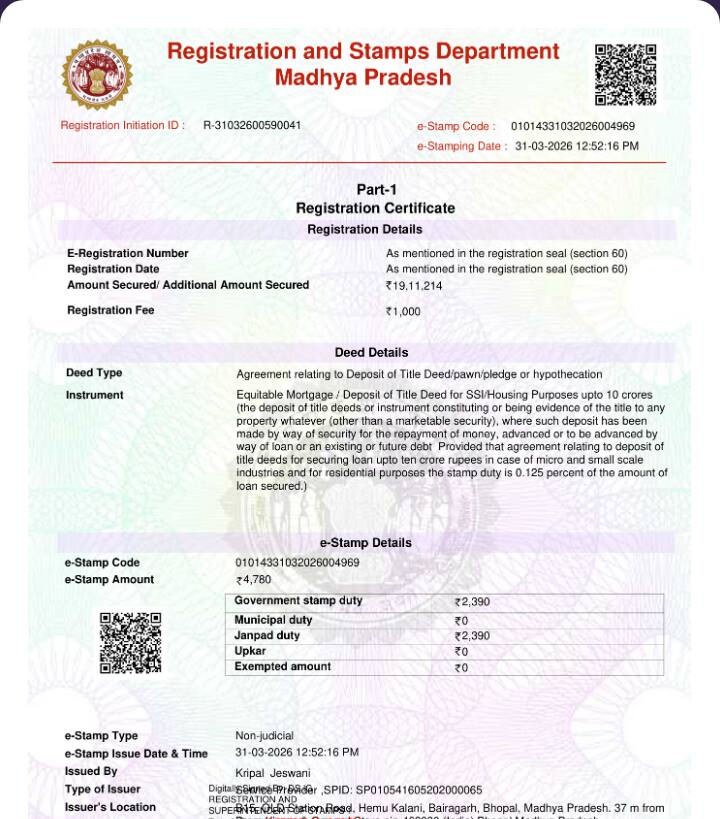 Registration and Stamps Department
Madhya Pradesh
Registration Initiation ID : R-31032600590041
e-Stamp Code : 01014331032026004969
e-Stamping Date : 31-03-2026 12:52:16 PM
Part-1
Registration Certificate
Registration Details
E-Registration Number As mentioned in the registration seal (section 60)
Registration Date As mentioned in the registration seal (section 60)
Amount Secured/ Additional Amount Secured ₹19,11,214
Registration Fee ₹1,000
Deed Details
Deed Type Agreement relating to Deposit of Title Deed/pawn/pledge or hypothecation
Instrument Equitable Mortgage / Deposit of Title Deed for SSI/Housing Purposes upto 10 crores
(the deposit of title deeds or instrument constituting or being evidence of the title to any
property whatever (other than a marketable security), where such deposit has been
made by way of security for the repayment of money, advanced or to be advanced by
way of loan or an existing or future debt Provided that agreement relating to deposit of
title deeds for securing loan upto ten crore rupees in case of micro and small scale
industries and for residential purposes the stamp duty is 0.125 percent of the amount of
loan secured.)
e-Stamp Details
e-Stamp Code 01014331032026004969
e-Stamp Amount ₹4,780
Government stamp duty ₹2,390
Municipal duty ₹0
Janpad duty ₹2,390
Upkar ₹0
Exempted amount ₹0
e-Stamp Type Non-judicial
e-Stamp Issue Date & Time 31-03-2026 12:52:16 PM
Issued By Kripal Jeswani
Type of Issuer Service Provider ,SPID: SP010541605202000065
REGISTRATION AND
Issuer's Location Station Road, Hemu Kalani, Bairagarh, Bhopal, Madhya Pradesh. 37 m from